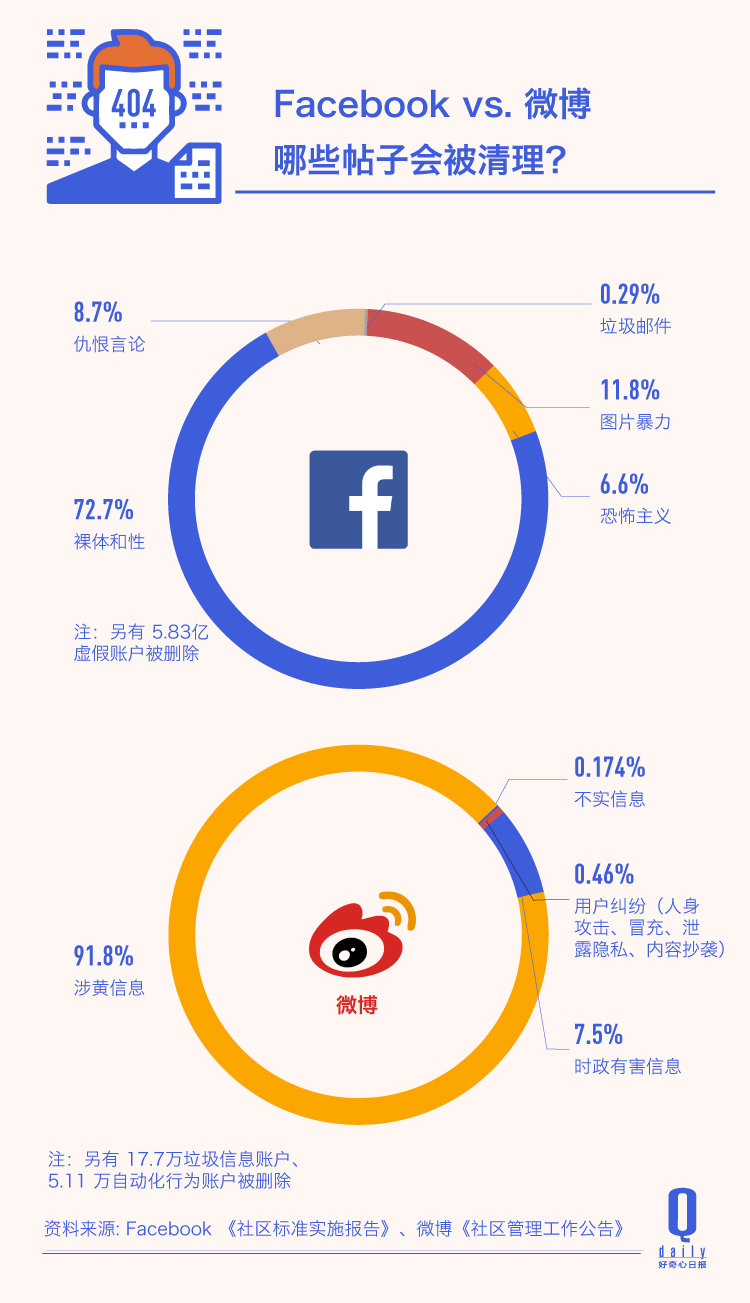 404
Facebook vs. 微博
哪些帖子会被清理?
8.7%
仇恨言论
0.29%
垃圾邮件
11.8%
图片暴力
6.6%
恐怖主义
72.7%
裸体和性
注：另有 5.83亿
虚假账户被删除
0.174%
不实信息
0.46%
用户纠纷（人身
攻击、冒充、泄
露隐私、内容抄袭）
91.8%
涉黄信息
微博
7.5%
时政有害信息
注：另有 17.7万垃圾信息账户、
5.11 万自动化行为账户被删除
资料来源: Facebook 《社区标准实施报告》、微博《社区管理工作公告》
Q
daily
好奇心日报